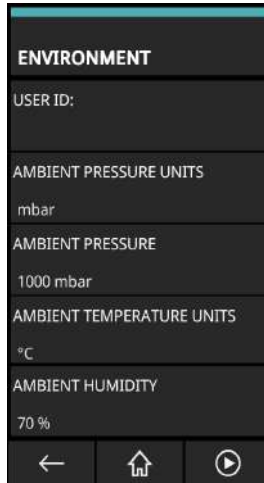 ENVIRONMENT
USER ID:
AMBIENT PRESSURE UNITS
mbar
AMBIENT PRESSURE
1000 mbar
AMBIENT TEMPERATURE UNITS
°C
AMBIENT HUMIDITY
70 %